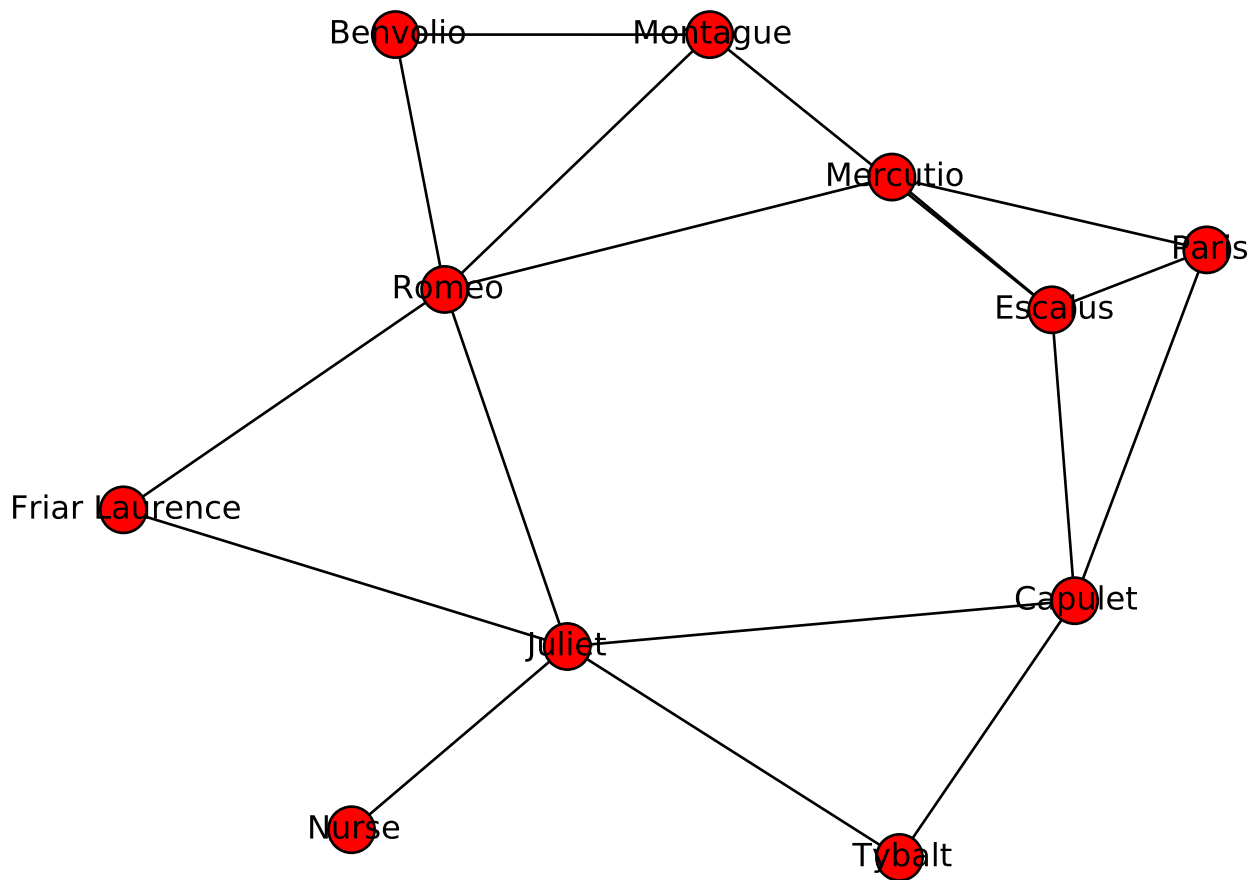 Benvolio
Montague
Mercutio
Paris
Romeo
Escalus
Friar Laurence
Capulet
Juliet
Nurse
Tybalt